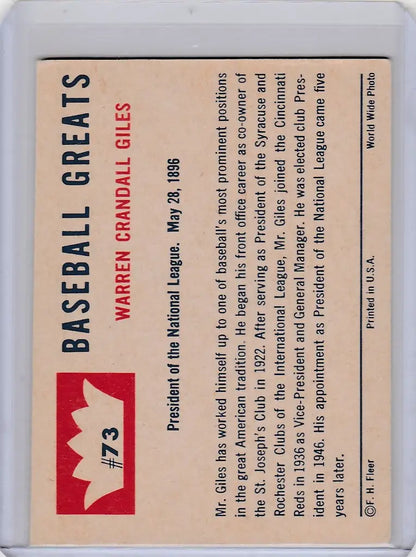 #73
BASEBALL GREATS
WARREN CRANDALL GILES
President of the National League. May 28, 1896
Mr. Giles has worked himself up to one of baseball's most prominent positions
in the great American tradition. He began his front office career as co-owner of
the St. Joseph's Club in 1922. After serving as President of the Syracuse and
Rochester Clubs of the International League, Mr. Giles joined the Cincinnati
Reds in 1936 as Vice-President and General Manager. He was elected club Pres-
ident in 1946. His appointment as President of the National League came five
years later.
©F. H. Fleer
Printed in U.S.A.
World Wide Photo